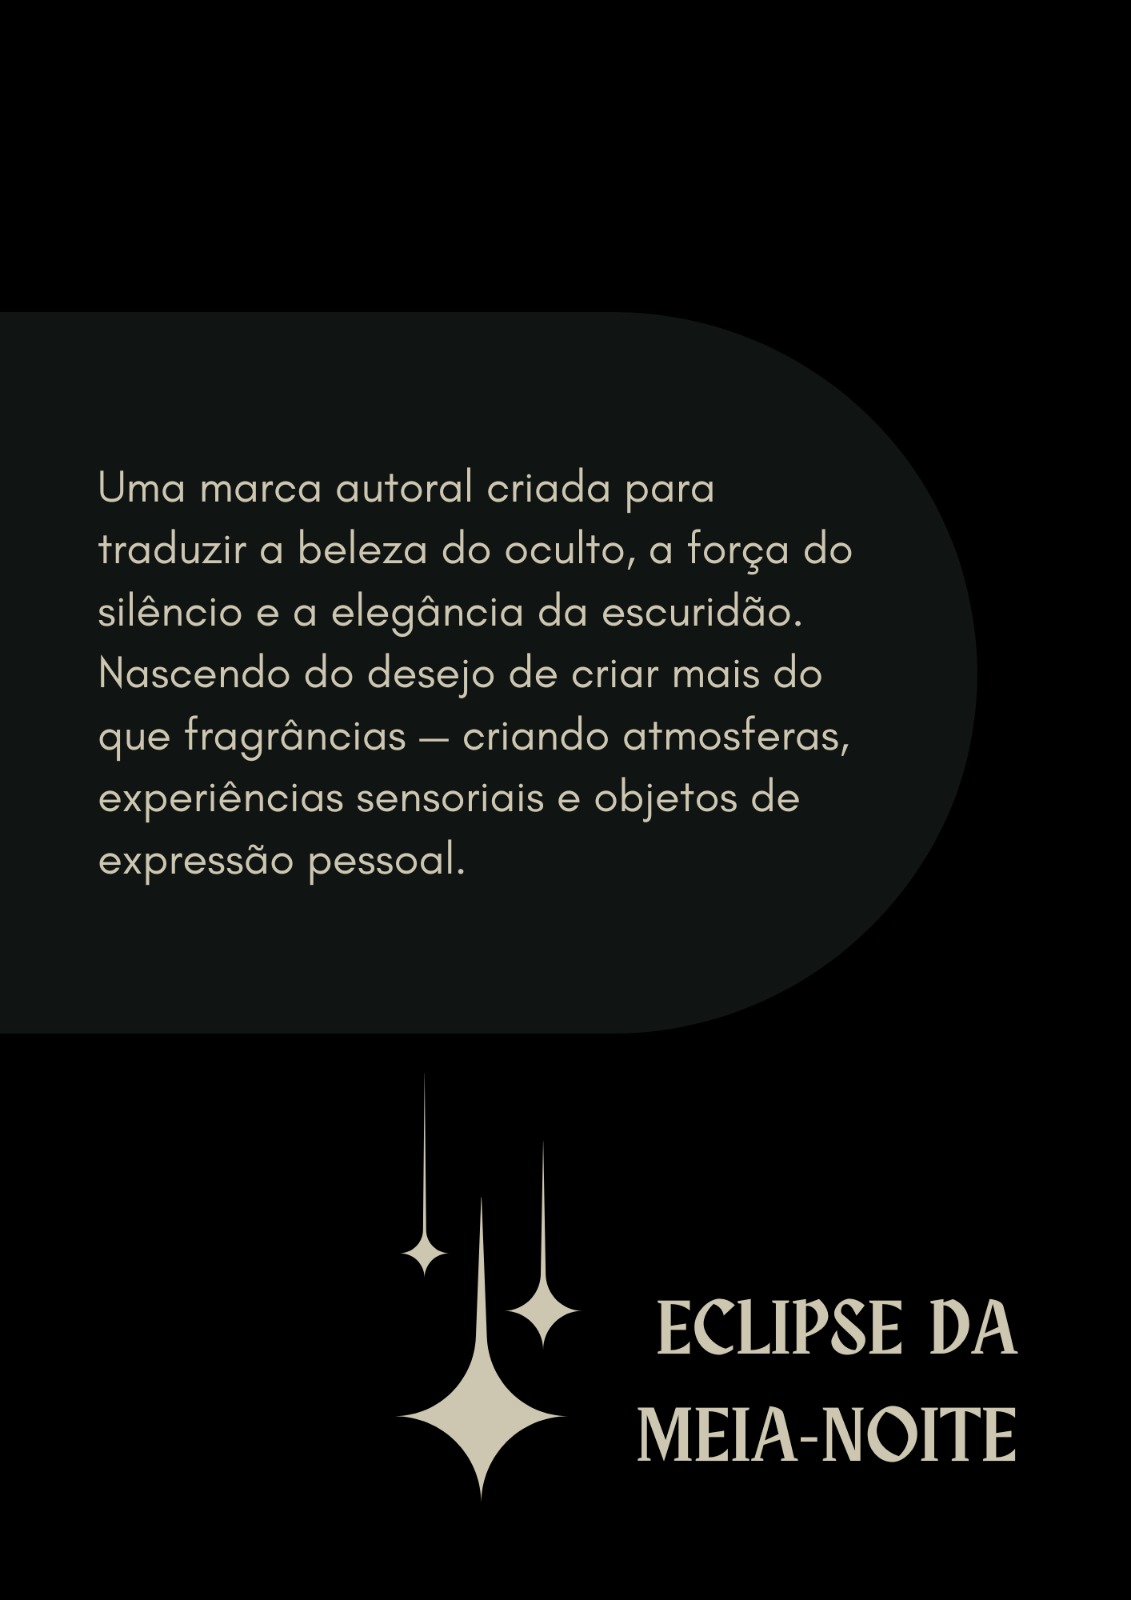 Uma marca autoral criada para
traduzir a beleza do oculto, a força do
silêncio e a elegância da escuridão.
Nascendo do desejo de criar mais do
que fragrâncias — criando atmosferas,
experiências sensoriais e objetos de
expressão pessoal.
ECLIPSE DA
MEIA-NOITE